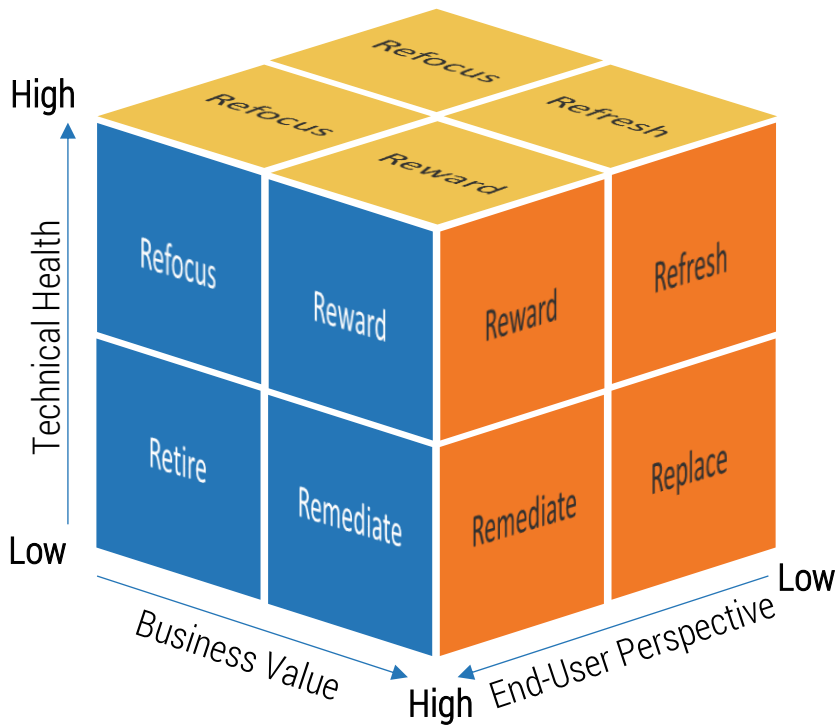 Refocus
High
Refocus
Refresh
Reward
Technical Health
Refocus
Reward
Reward
Refresh
Retire
Remediate
Remediate
Replace
Low
Low
Business Value
High
End-User Perspective